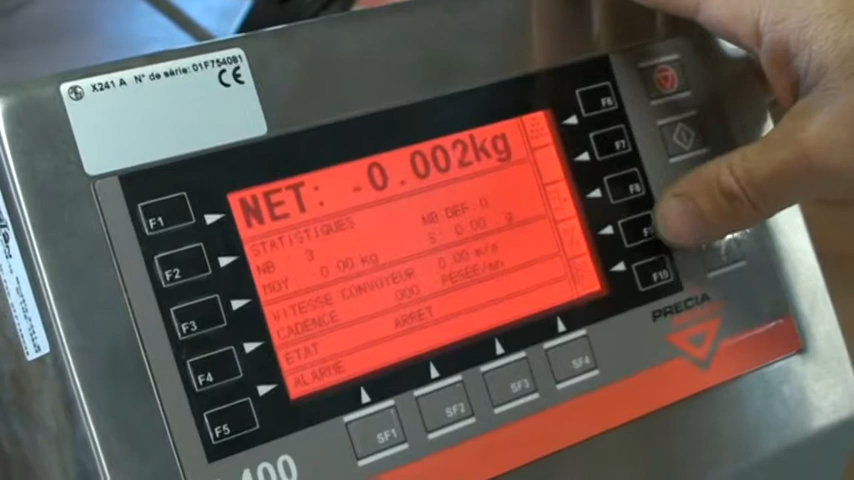 X241 A N° de série: 01F754081
CE
NET: -0.002kg
STATISTIQUES
NB 3 NB DEF 0
MOY 0.00 kg S 0.00 g
VITESSE CONVOYEUR 0.00 m/s
CADENCE 000 PESEE/mn
ETAT ARRET
ALARME
F1
F2
F3
F4
F5
F6
F7
F8
F9
F10
SF1
SF2
SF3
SF4
PRECIA
400